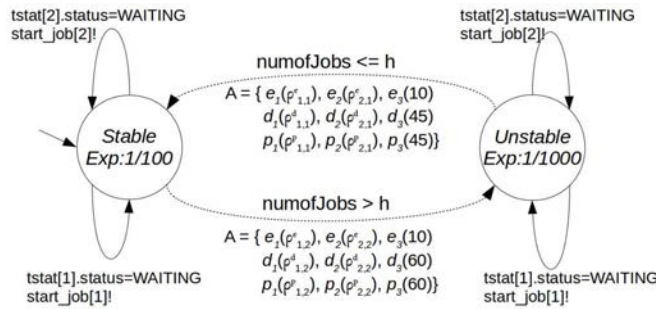 tstat[2].status=WAITING
start_job[2]!
tstat[2].status=WAITING
start_job[2]!
numofJobs <= h
A = { e₁(ρᵉ₁,₁), e₂(ρᵉ₂,₁), e₃(10)
d₁(ρᵈ₁,₁), d₂(ρᵈ₂,₁), d₃(45)
p₁(ρᵖ₁,₁), p₂(ρᵖ₂,₁), p₃(45)}
Stable
Exp:1/100
Unstable
Exp:1/1000
numofJobs > h
A = { e₁(ρᵉ₁,₂), e₂(ρᵉ₂,₂), e₃(10)
d₁(ρᵈ₁,₂), d₂(ρᵈ₂,₂), d₃(60)
p₁(ρᵖ₁,₂), p₂(ρᵖ₂,₂), p₃(60)}
tstat[1].status=WAITING
start_job[1]!
tstat[1].status=WAITING
start_job[1]!